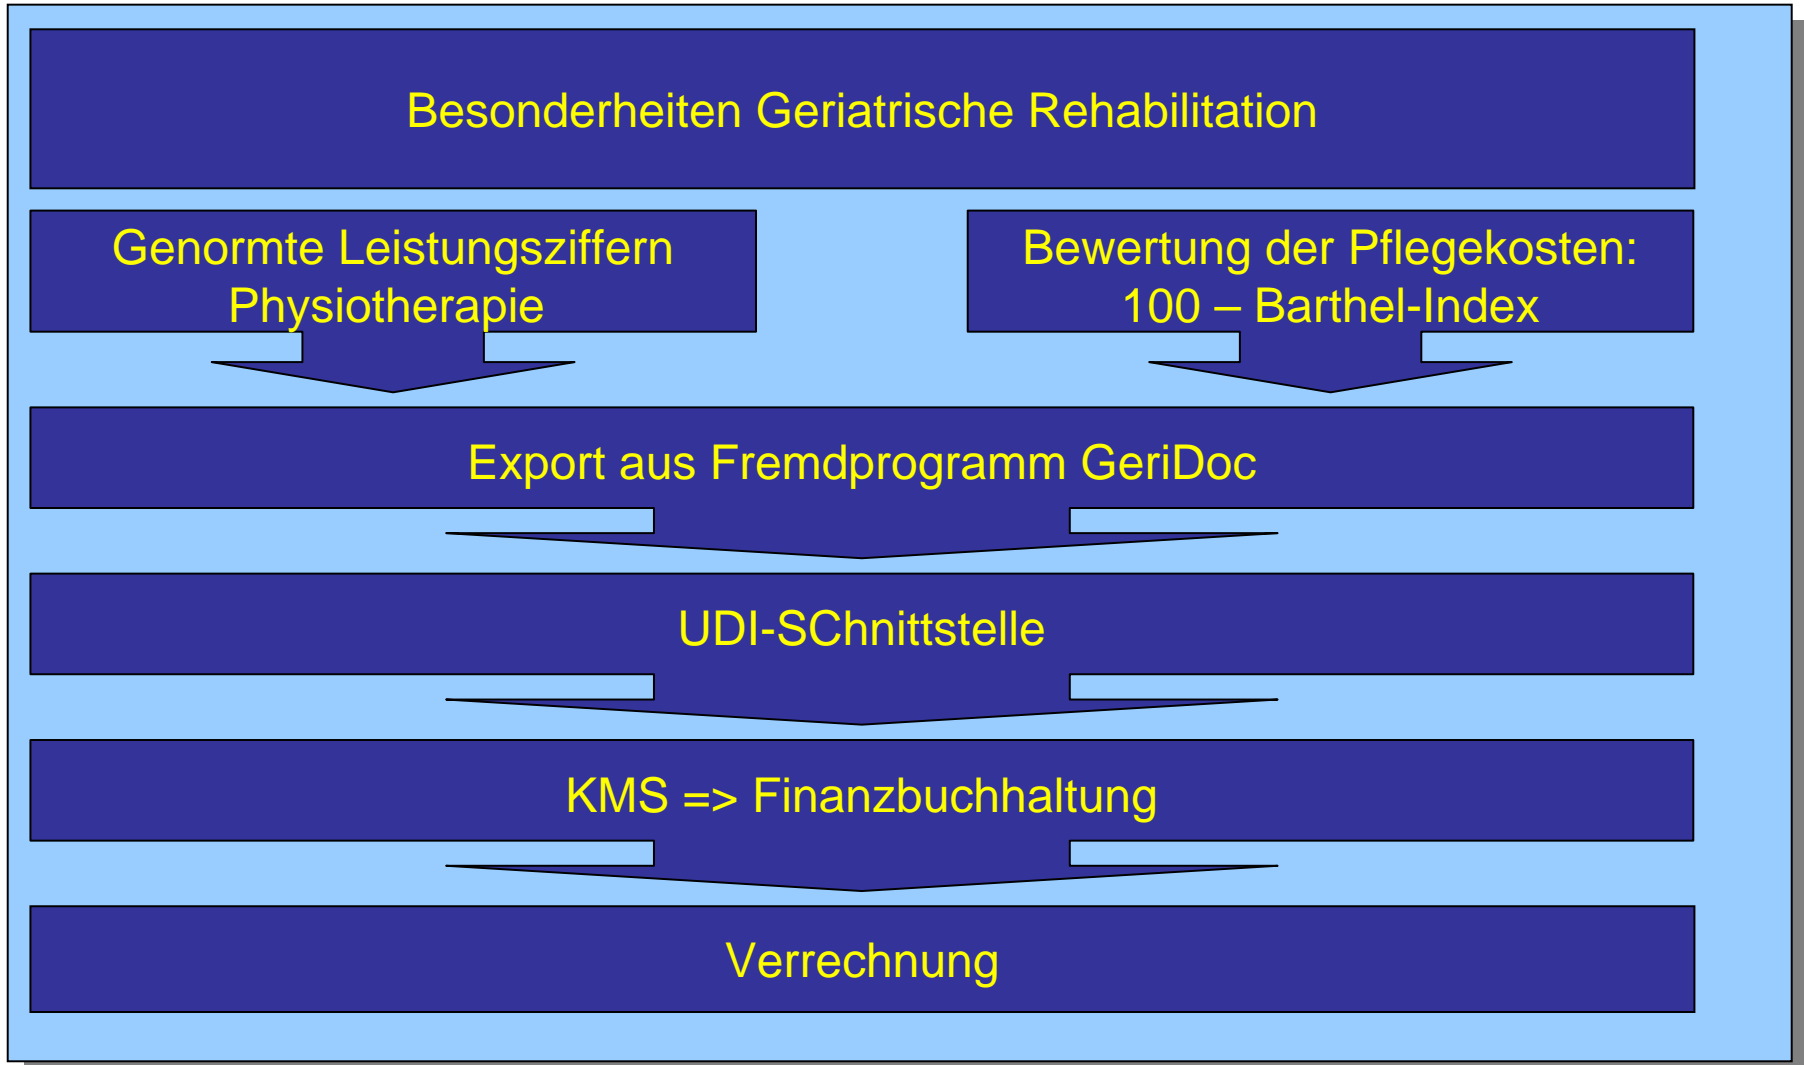 Besonderheiten Geriatrische Rehabilitation
Genormte Leistungsziffern
Physiotherapie
Bewertung der Pflegekosten:
100 – Barthel-Index
Export aus Fremdprogramm GeriDoc
UDI-SChnittstelle
KMS => Finanzbuchhaltung
Verrechnung